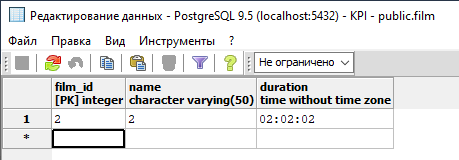 Редактирование данных - PostgreSQL 9.5 (localhost:5432) - KPI - public.film
Файл Правка Вид Инструменты ?
Не ограничено
film_id name duration
[PK] integer character varying(50) time without time zone
1 2 2 02:02:02
*